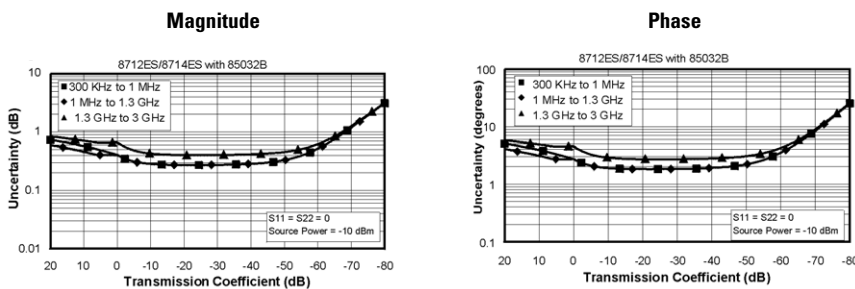 Magnitude
8712ES/8714ES with 85032B
10
1
0.1
0.01
Uncertainty (dB)
300 KHz to 1 MHz
1 MHz to 1.3 GHz
1.3 GHz to 3 GHz
S11 = S22 = 0
Source Power = -10 dBm
20 10 0 -10 -20 -30 -40 -50 -60 -70 -80
Transmission Coefficient (dB)
Phase
8712ES/8714ES with 85032B
100
10
1
0.1
Uncertainty (degrees)
300 KHz to 1 MHz
1 MHz to 1.3 GHz
1.3 GHz to 3 GHz
S11 = S22 = 0
Source Power = -10 dBm
20 10 0 -10 -20 -30 -40 -50 -60 -70 -80
Transmission Coefficient (dB)